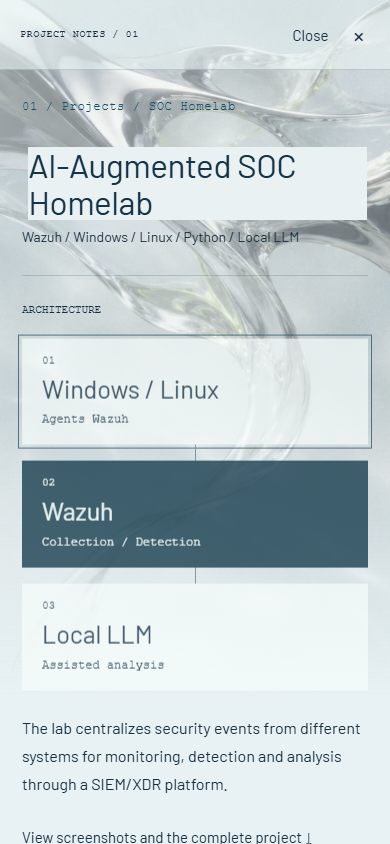 PROJECT NOTES / 01
Close ×
01 / Projects / SOC Homelab
AI-Augmented SOC
Homelab
Wazuh / Windows / Linux / Python / Local LLM
ARCHITECTURE
01
Windows / Linux
Agents Wazuh
02
Wazuh
Collection / Detection
03
Local LLM
Assisted analysis
The lab centralizes security events from different
systems for monitoring, detection and analysis
through a SIEM/XDR platform.
View screenshots and the complete project ↓